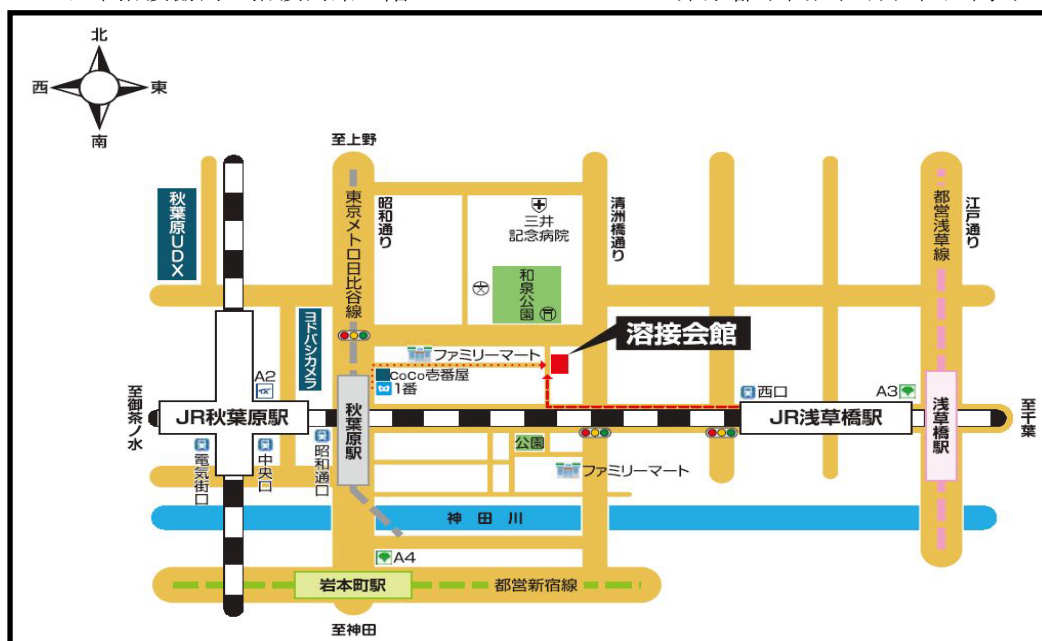 北
西
東
南
至上野
秋葉原UDX
東京メトロ日比谷線
昭和通り
三井
記念病院
清洲橋通り
都営浅草線
江戸通り
和泉公園
ヨドバシカメラ
溶接会館
ファミリーマート
CoCo壱番屋
1番
A2
西口
A3
至御茶ノ水
JR秋葉原駅
秋葉原駅
JR浅草橋駅
浅草橋駅
至千葉
電気街口
中央口
昭和通口
公園
ファミリーマート
神田川
A4
岩本町駅
都営新宿線
至神田